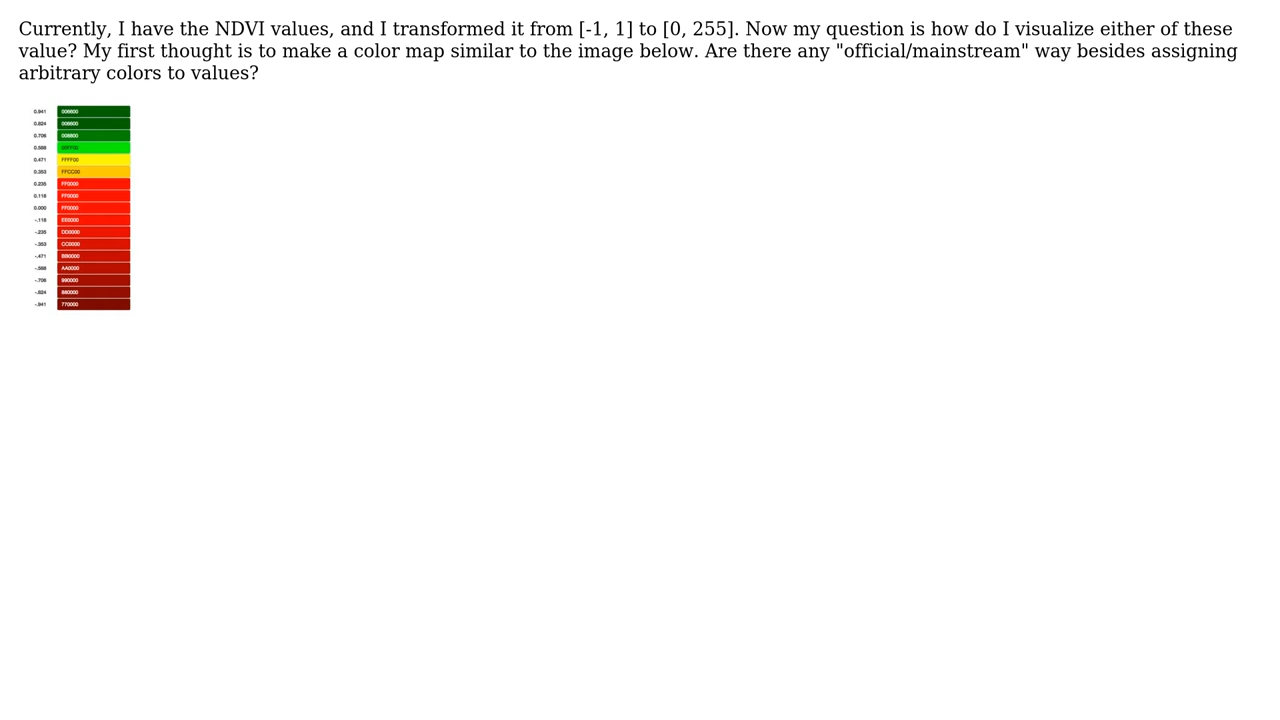 Currently, I have the NDVI values, and I transformed it from [-1, 1] to [0, 255]. Now my question is how do I visualize either of these
value? My first thought is to make a color map similar to the image below. Are there any "official/mainstream" way besides assigning
arbitrary colors to values?
0.941 006600
0.824 006600
0.706 006800
0.588
0.471 FFFF00
0.353 FFCC00
0.235 FF0000
0.118 FF0000
0.000 FF0000
-.118 EE0000
-.235 DD0000
-.353 CC0000
-.471 BB0000
-.588 AA0000
-.706 990000
-.824 880000
-.941 770000